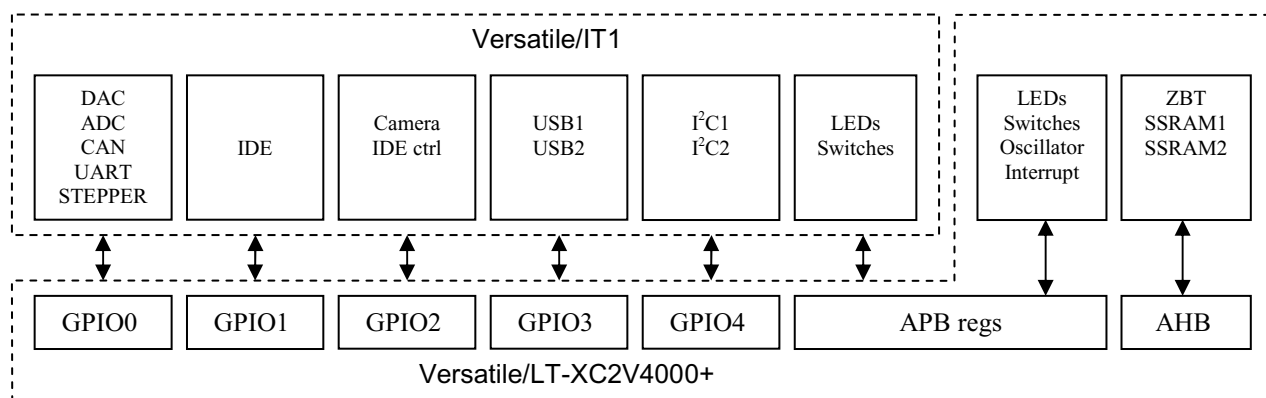 Versatile/IT1
DAC
ADC
CAN
UART
STEPPER
IDE
Camera
IDE ctrl
USB1
USB2
I²C1
I²C2
LEDs
Switches
LEDs
Switches
Oscillator
Interrupt
ZBT
SSRAM1
SSRAM2
GPIO0
GPIO1
GPIO2
GPIO3
GPIO4
APB regs
AHB
Versatile/LT-XC2V4000+